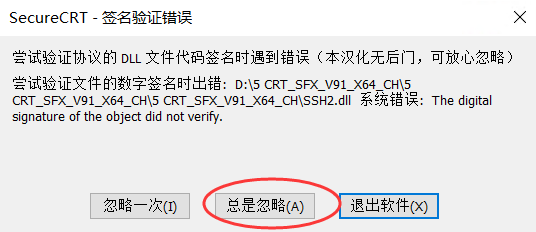 SecureCRT - 签名验证错误
尝试验证协议的 DLL 文件代码签名时遇到错误（本汉化无后门，可放心忽略）
尝试验证文件的数字签名时出错: D:\5 CRT_SFX_V91_X64_CH\5
CRT_SFX_V91_X64_CH\5 CRT_SFX_V91_X64_CH\SSH2.dll 系统错误: The digital
signature of the object did not verify.
忽略一次(I) 总是忽略(A) 退出软件(X)